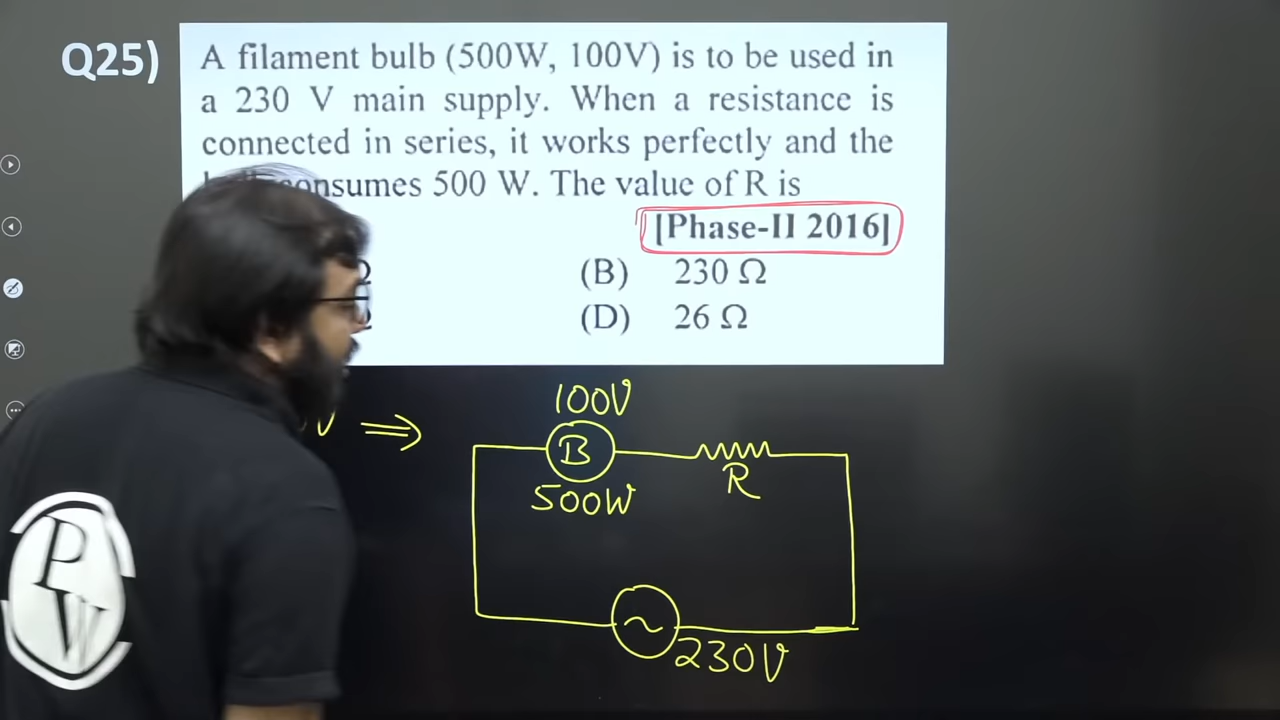 Q25)
A filament bulb (500W, 100V) is to be used in
a 230 V main supply. When a resistance is
connected in series, it works perfectly and the
consumes 500 W. The value of R is
[Phase-II 2016]
Ω
(B) 230 Ω
Ω
(D) 26 Ω
100V
V ⇒
B
R
500W
~
230V
P
W